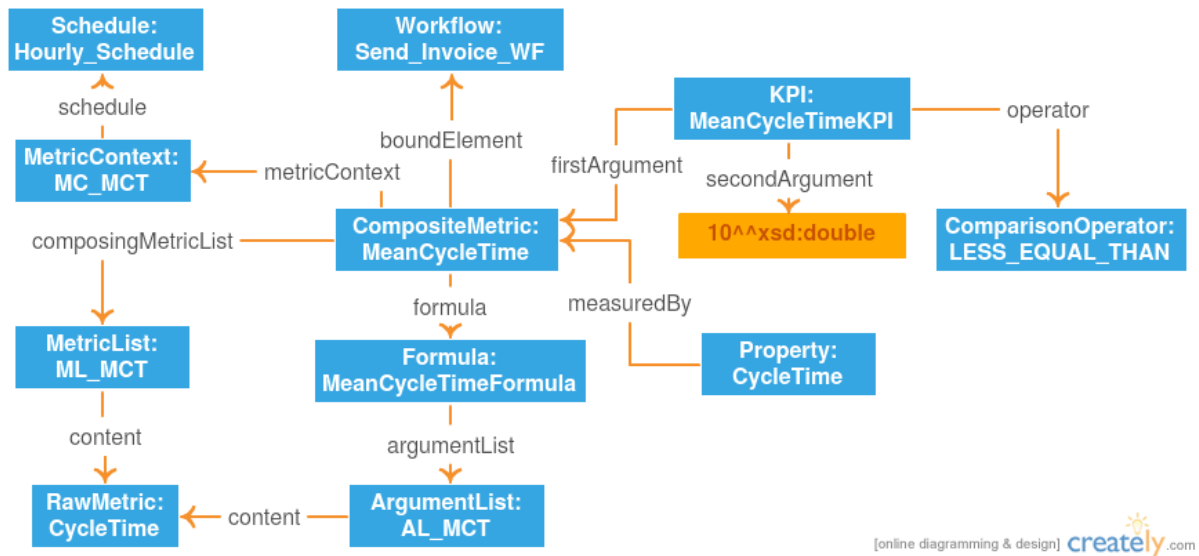 Schedule:
Hourly_Schedule
Workflow:
Send_Invoice_WF
schedule
boundElement
KPI:
MeanCycleTimeKPI
operator
MetricContext:
MC_MCT
metricContext
firstArgument
secondArgument
composingMetricList
CompositeMetric:
MeanCycleTime
10^^xsd:double
ComparisonOperator:
LESS_EQUAL_THAN
formula
measuredBy
MetricList:
ML_MCT
Formula:
MeanCycleTimeFormula
Property:
CycleTime
content
argumentList
RawMetric:
CycleTime
content
ArgumentList:
AL_MCT
[online diagramming & design] creately.com